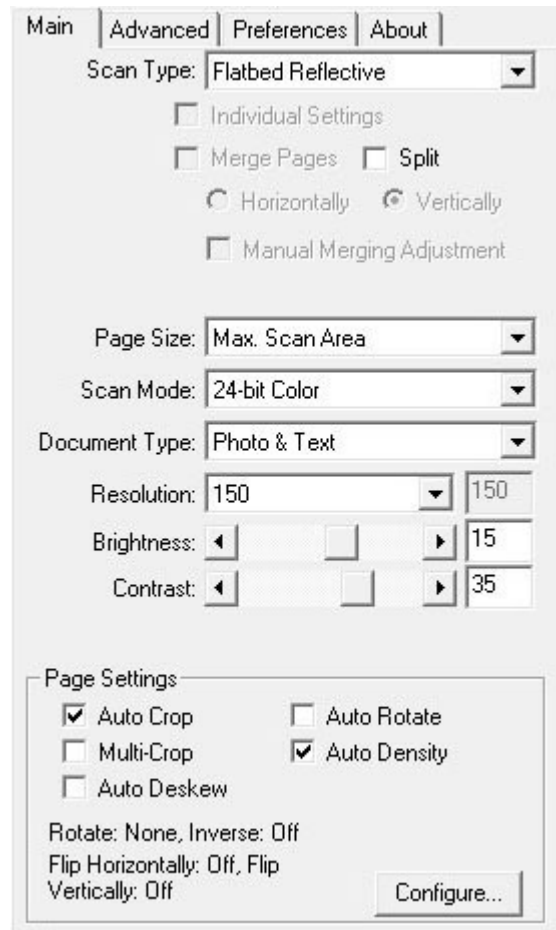 Main Advanced Preferences About
Scan Type: Flatbed Reflective
Individual Settings
Merge Pages Split
Horizontally Vertically
Manual Merging Adjustment
Page Size: Max. Scan Area
Scan Mode: 24-bit Color
Document Type: Photo & Text
Resolution: 150 150
Brightness: 15
Contrast: 35
Page Settings
Auto Crop Auto Rotate
Multi-Crop Auto Density
Auto Deskew
Rotate: None, Inverse: Off
Flip Horizontally: Off, Flip
Vertically: Off
Configure...